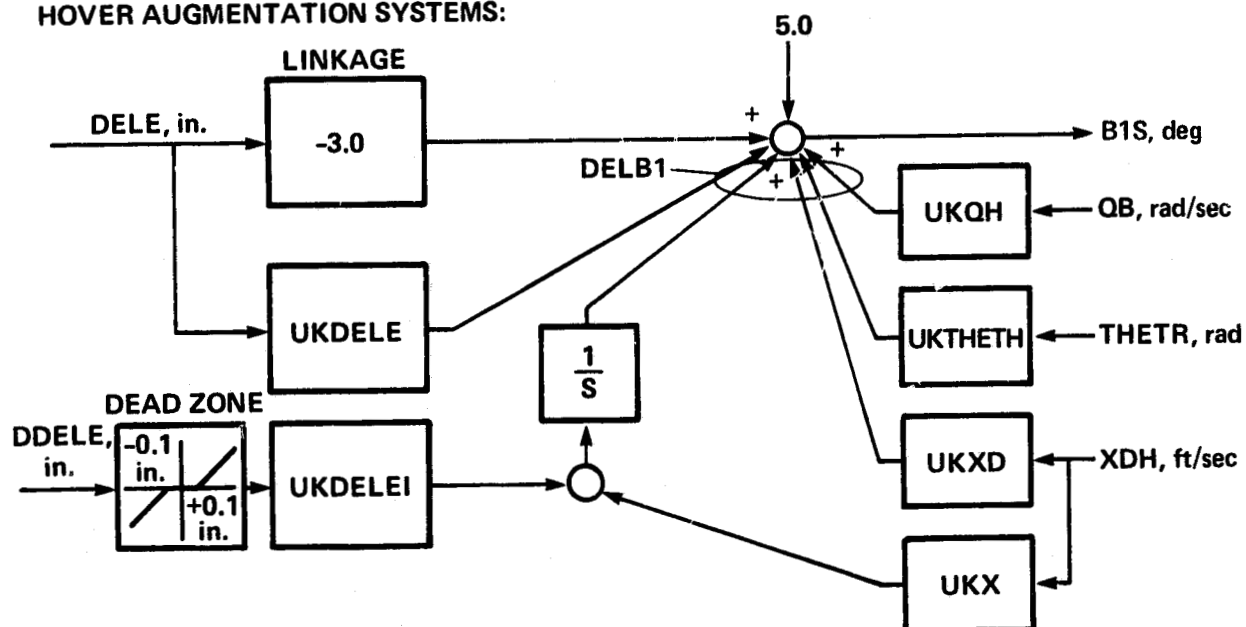 HOVER AUGMENTATION SYSTEMS:
5.0
LINKAGE
DELE, in.
-3.0
+
+
B1S, deg
DELB1
+
UKQH
QB, rad/sec
UKDELE
UKTHETH
THETR, rad
1
S
DEAD ZONE
DDELE,
in.
-0.1
in.
+0.1
in.
UKDELEI
UKXD
XDH, ft/sec
UKX